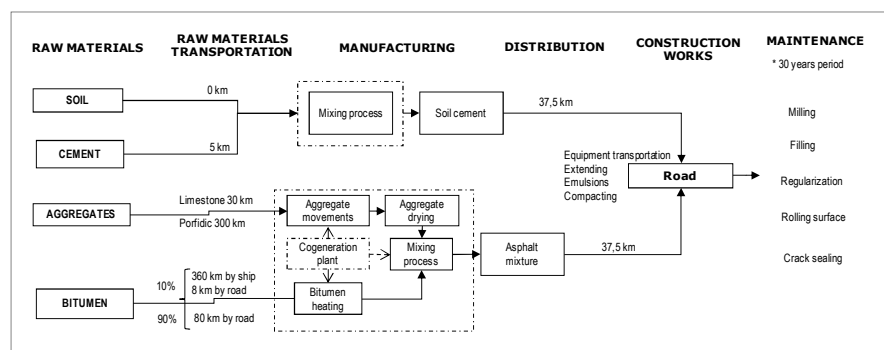 RAW MATERIALS
RAW MATERIALS
TRANSPORTATION
MANUFACTURING
DISTRIBUTION
CONSTRUCTION
WORKS
MAINTENANCE
* 30 years period
SOIL
0 km
Mixing process
Soil cement
37,5 km
Milling
CEMENT
5 km
Filling
Equipment transportation
Extending
Emulsions
Compacting
Road
Regularization
AGGREGATES
Limestone 30 km
Porfidic 300 km
Aggregate
movements
Aggregate
drying
Rolling surface
Cogeneration
plant
Mixing
process
Asphalt
mixture
37,5 km
Crack sealing
BITUMEN
10%
360 km by ship
8 km by road
90%
80 km by road
Bitumen
heating